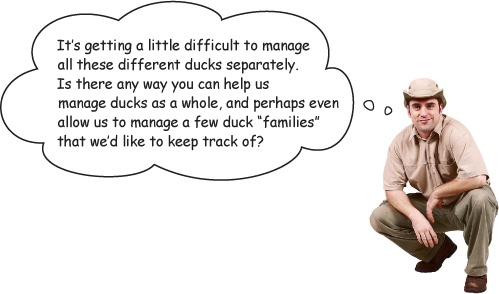 It's getting a little difficult to manage
all these different ducks separately.
Is there any way you can help us
manage ducks as a whole, and perhaps even
allow us to manage a few duck “families”
that we'd like to keep track of?